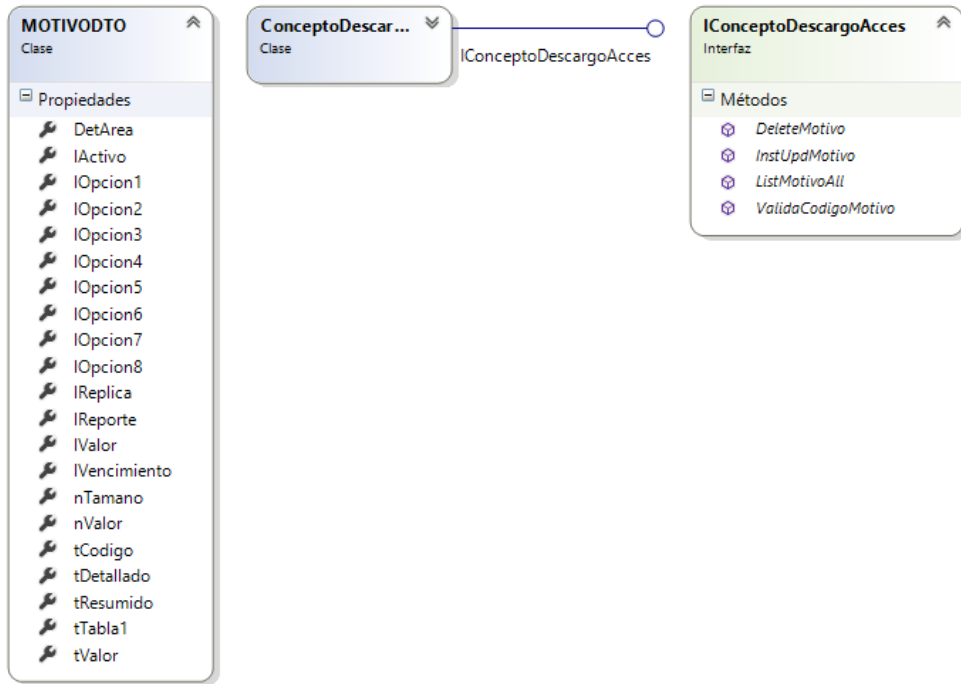 MOTIVODTO
Clase
Propiedades
DetArea
lActivo
lOpcion1
lOpcion2
lOpcion3
lOpcion4
lOpcion5
lOpcion6
lOpcion7
lOpcion8
lReplica
lReporte
lValor
lVencimiento
nTamano
nValor
tCodigo
tDetallado
tResumido
tTabla1
tValor
ConceptoDescar...
Clase
IConceptoDescargoAcces
IConceptoDescargoAcces
Interfaz
Métodos
DeleteMotivo
InstUpdMotivo
ListMotivoAll
ValidaCodigoMotivo